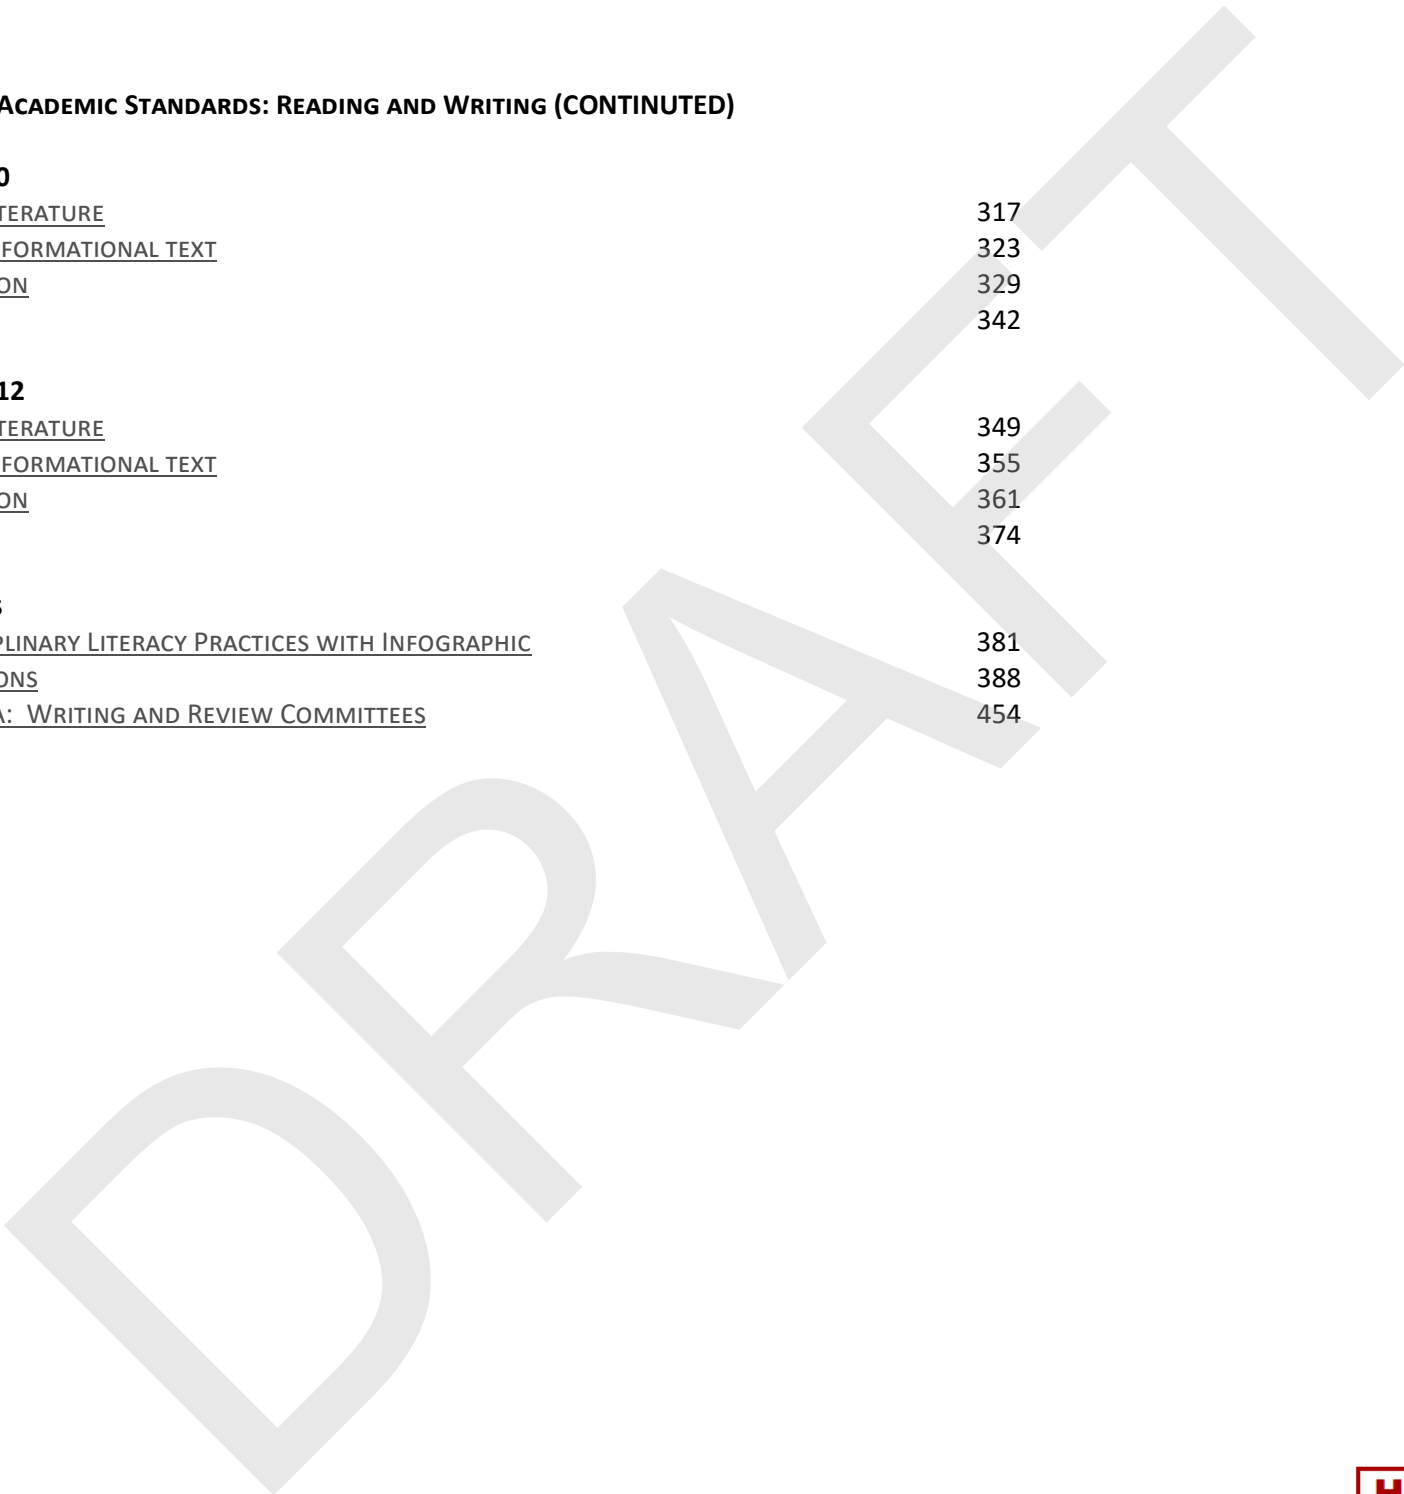 ACADEMIC STANDARDS: READING AND WRITING (CONTINUTED)
0
TERATURE 317
FORMATIONAL TEXT 323
ON 329
342
12
TERATURE 349
FORMATIONAL TEXT 355
ON 361
374
S
PLINARY LITERACY PRACTICES WITH INFOGRAPHIC 381
ONS 388
A: WRITING AND REVIEW COMMITTEES 454
DRAFT
H